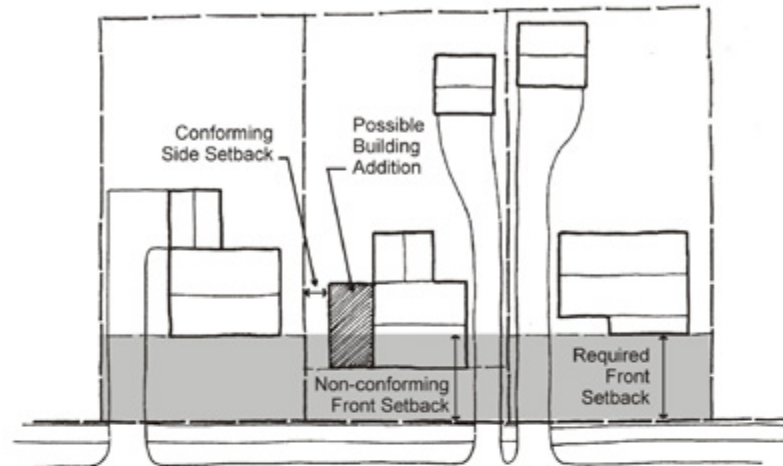 Conforming
Side Setback
Possible
Building
Addition
Non-conforming
Front Setback
Required
Front
Setback